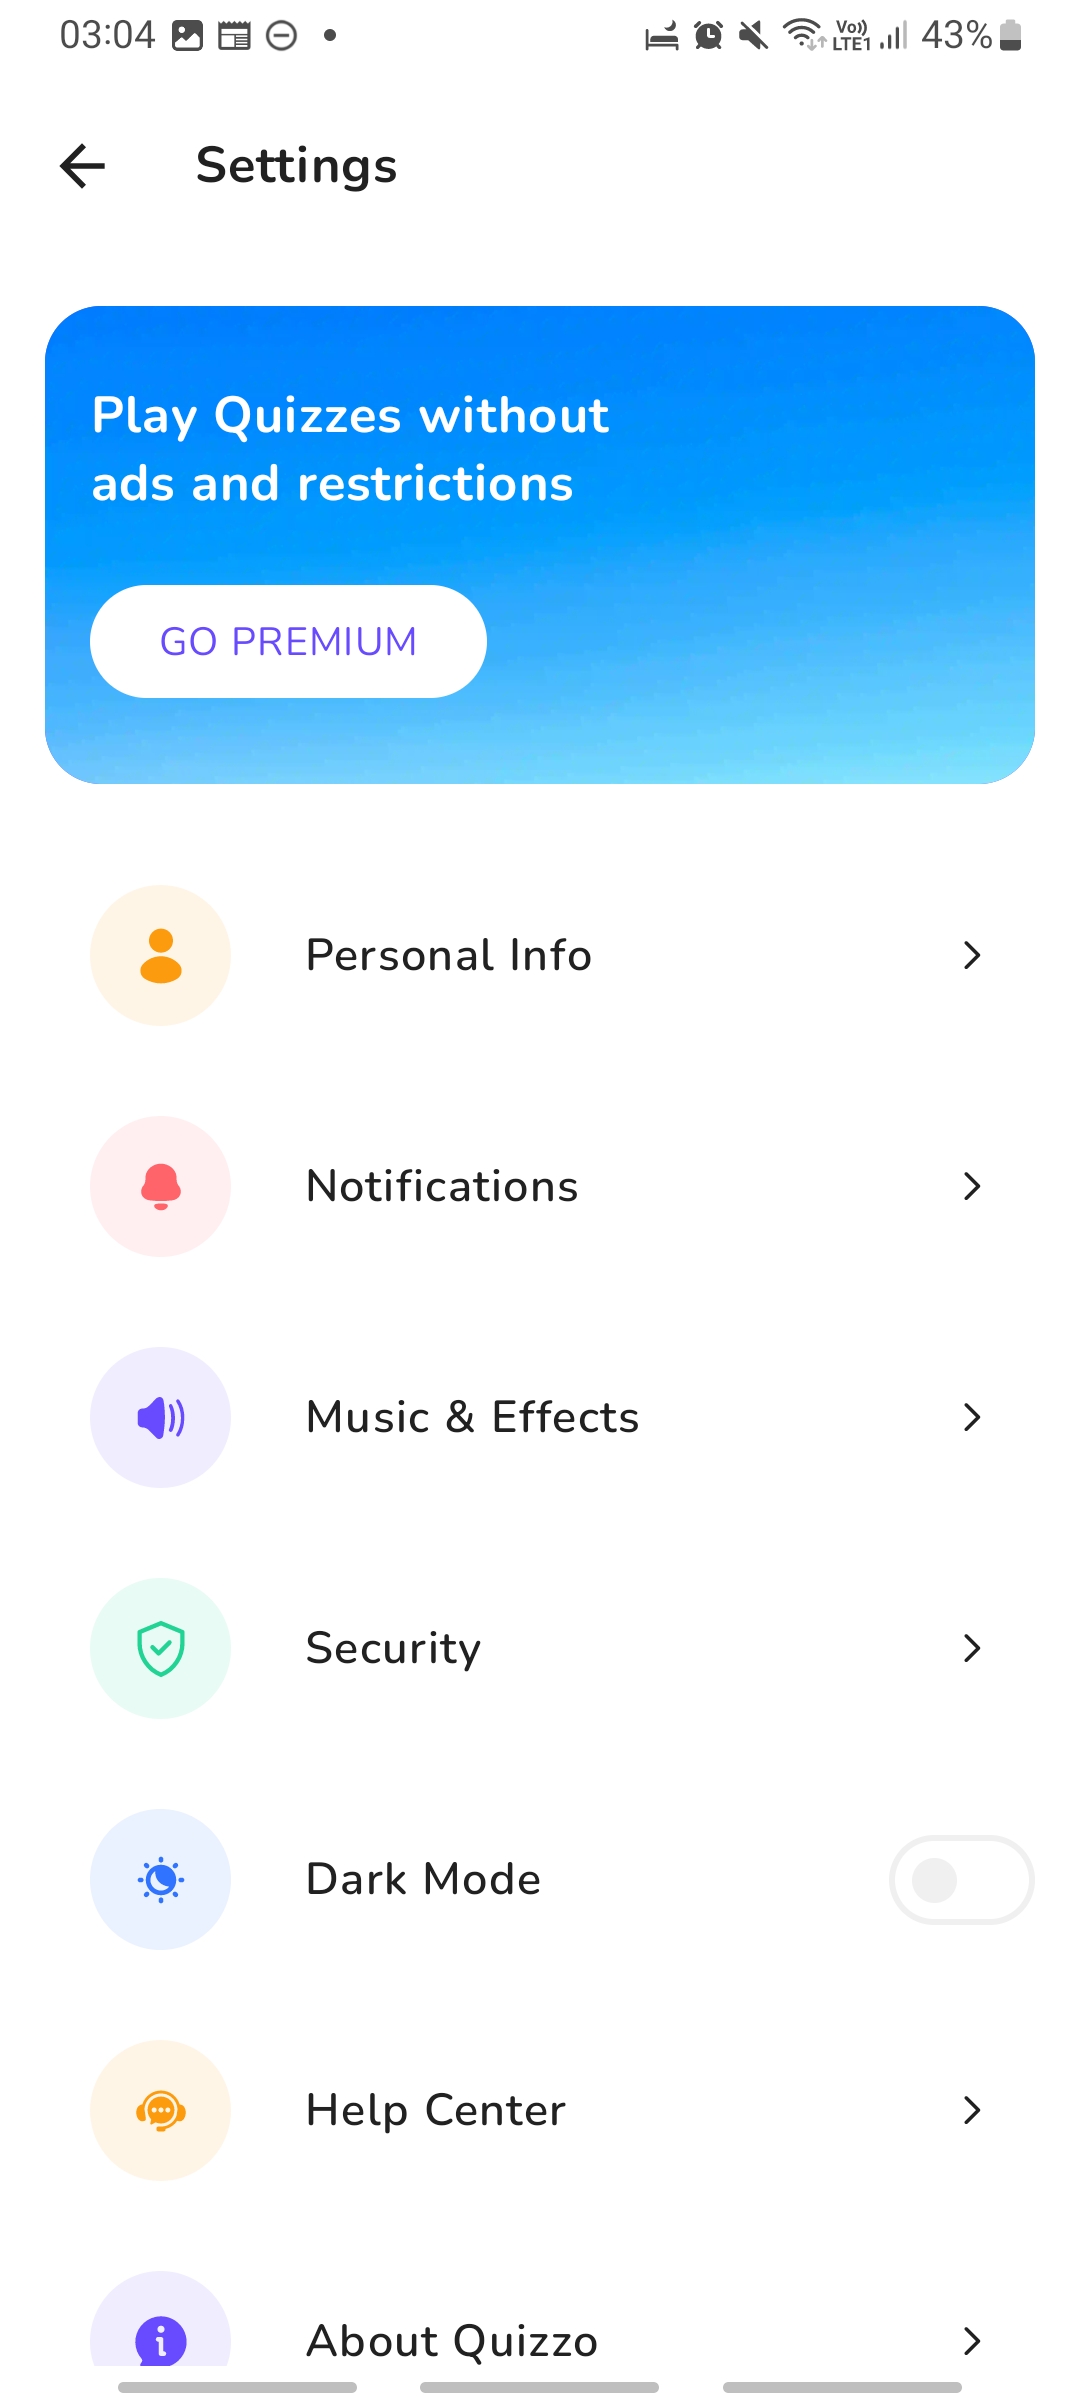 03:04 Vo)) LTE1 43%
Settings
Play Quizzes without
ads and restrictions
GO PREMIUM
Personal Info
Notifications
Music & Effects
Security
Dark Mode
Help Center
About Quizzo